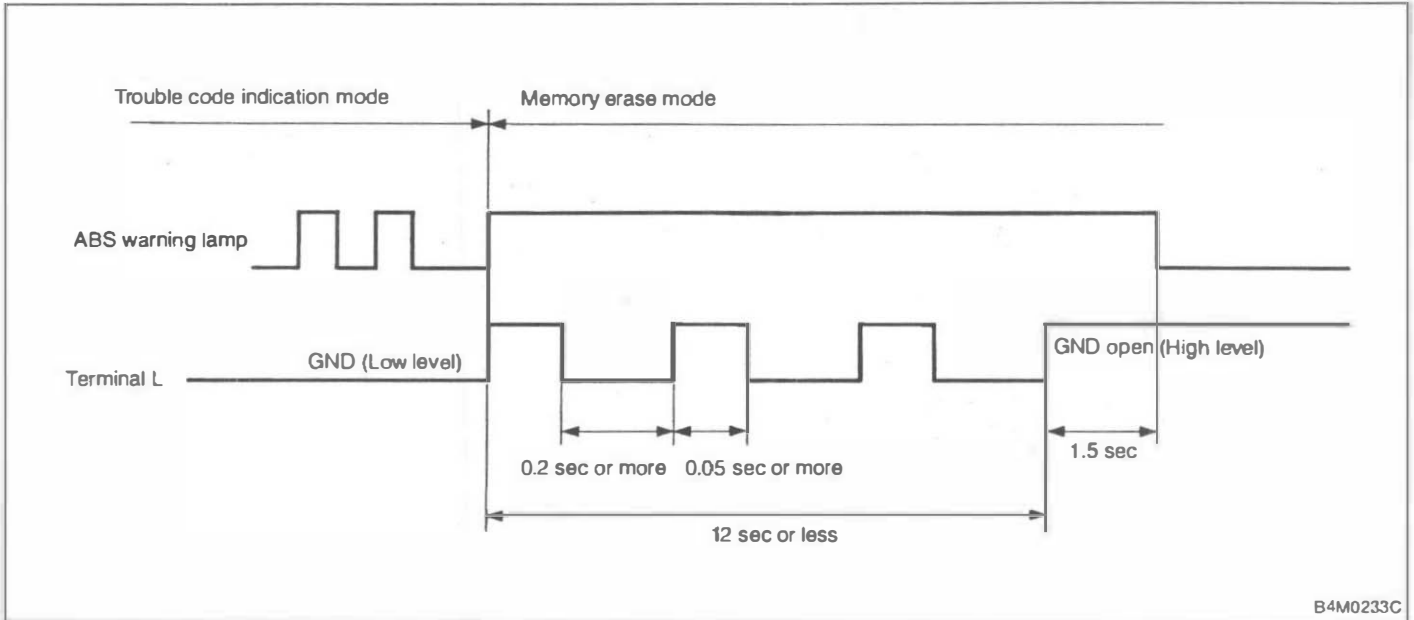 Trouble code indication mode
Memory erase mode
ABS warning lamp
GND (Low level)
GND open (High level)
Terminal L
0.2 sec or more
0.05 sec or more
1.5 sec
12 sec or less
B4M0233C